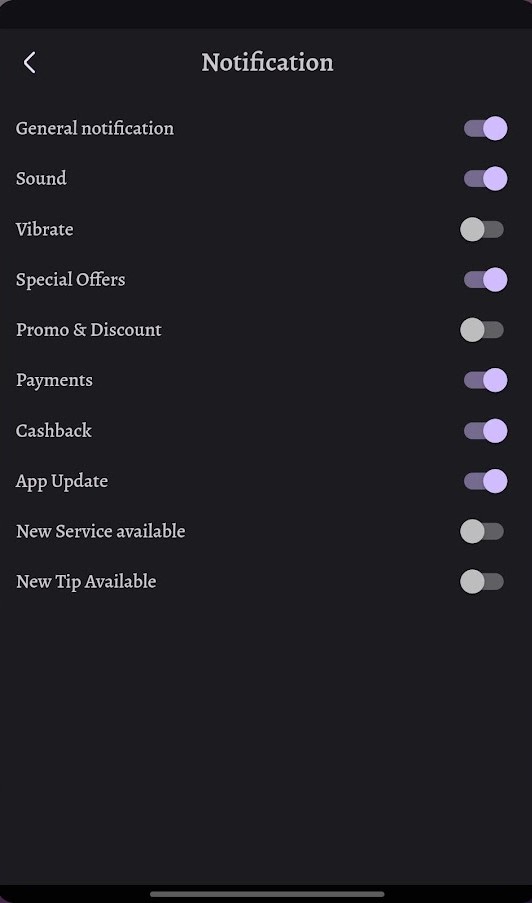 Notification
General notification
Sound
Vibrate
Special Offers
Promo & Discount
Payments
Cashback
App Update
New Service available
New Tip Available